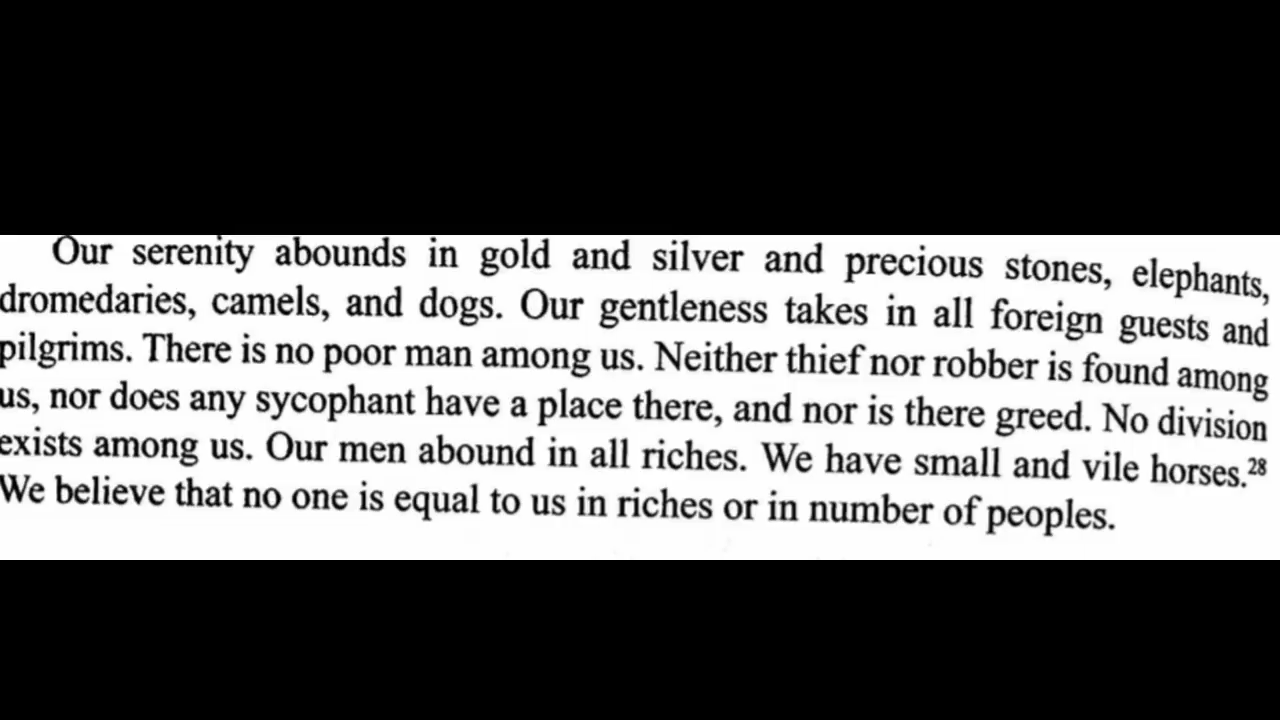 Our serenity abounds in gold and silver and precious stones, elephants,
dromedaries, camels, and dogs. Our gentleness takes in all foreign guests and
pilgrims. There is no poor man among us. Neither thief nor robber is found among
us, nor does any sycophant have a place there, and nor is there greed. No division
exists among us. Our men abound in all riches. We have small and vile horses.²⁸
We believe that no one is equal to us in riches or in number of peoples.